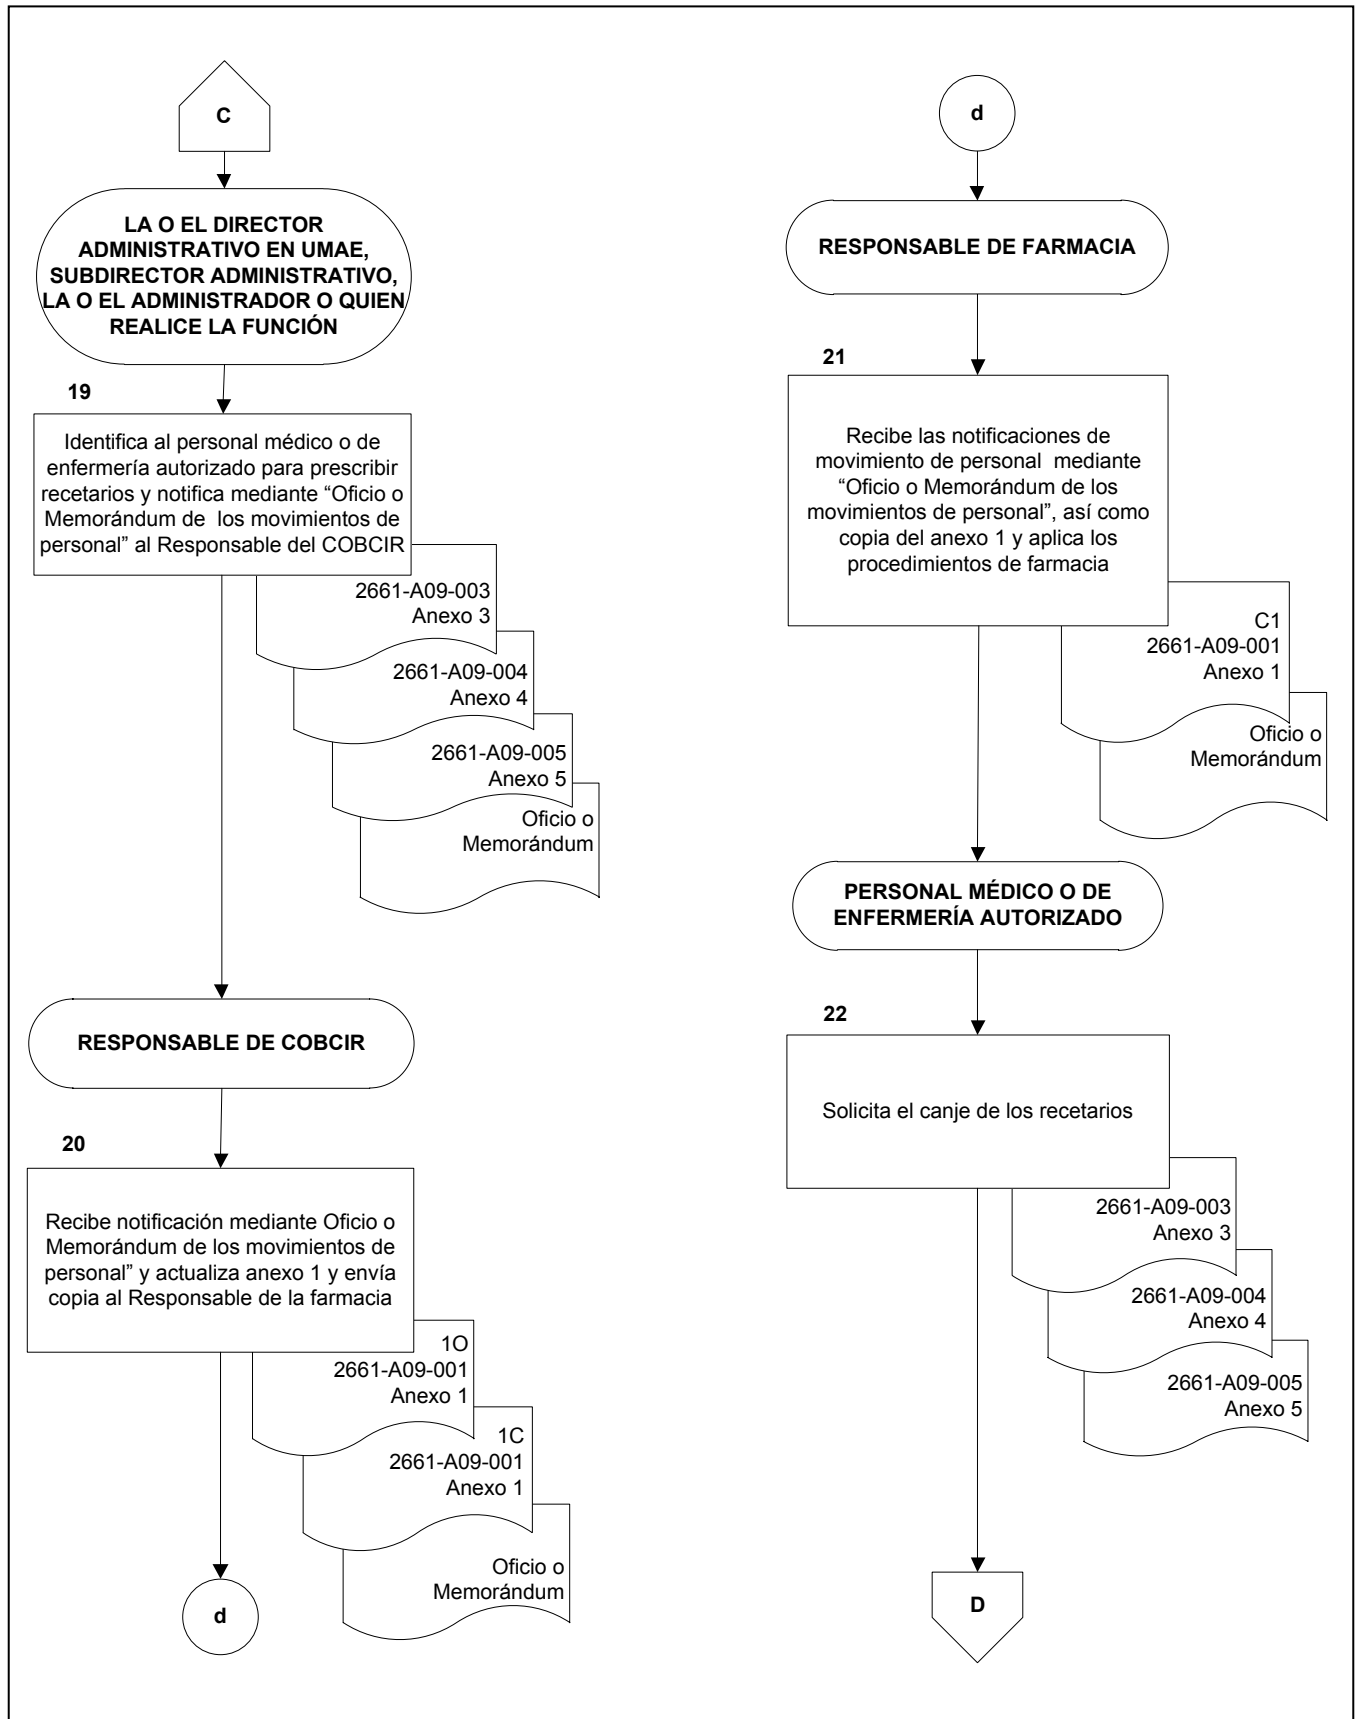 C
LA O EL DIRECTOR
ADMINISTRATIVO EN UMAE,
SUBDIRECTOR ADMINISTRATIVO,
LA O EL ADMINISTRADOR O QUIEN
REALICE LA FUNCIÓN
19
Identifica al personal médico o de
enfermería autorizado para prescribir
recetarios y notifica mediante “Oficio o
Memorándum de los movimientos de
personal” al Responsable del COBCIR
2661-A09-003
Anexo 3
2661-A09-004
Anexo 4
2661-A09-005
Anexo 5
Oficio o
Memorándum
RESPONSABLE DE COBCIR
20
Recibe notificación mediante Oficio o
Memorándum de los movimientos de
personal” y actualiza anexo 1 y envía
copia al Responsable de la farmacia
1O
2661-A09-001
Anexo 1
1C
2661-A09-001
Anexo 1
Oficio o
Memorándum
d
d
RESPONSABLE DE FARMACIA
21
Recibe las notificaciones de
movimiento de personal mediante
“Oficio o Memorándum de los
movimientos de personal”, así como
copia del anexo 1 y aplica los
procedimientos de farmacia
C1
2661-A09-001
Anexo 1
Oficio o
Memorándum
PERSONAL MÉDICO O DE
ENFERMERÍA AUTORIZADO
22
Solicita el canje de los recetarios
2661-A09-003
Anexo 3
2661-A09-004
Anexo 4
2661-A09-005
Anexo 5
D